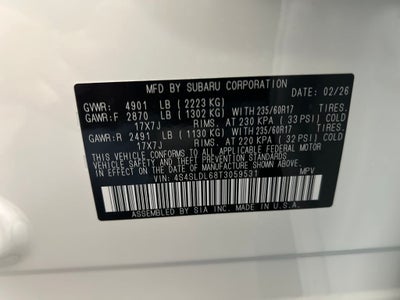 MFD BY SUBARU CORPORATION DATE 02/26
GVWR: 4901 LB ( 2223 KG)
GAWR:F 2870 LB ( 1302 KG) WITH 235/60R17 TIRES.
17X7J RIMS. AT 230 KPA ( 33 PSI) COLD
GAWR:R 2491 LB ( 1130 KG) WITH 235/60R17 TIRES.
17X7J RIMS. AT 220 KPA ( 32 PSI) COLD
THIS VEHICLE CONFORMS TO ALL APPLICABLE FEDERAL MOTOR
VEHICLE SAFETY, BUMPER, AND THEFT PREVENTION STANDARDS
IN EFFECT ON THE DATE OF MANUFACTURE SHOWN ABOVE.
VIN: 4S4SLDL68T3059531 MPV
ASSEMBLED BY SIA INC. MADE IN U.S.A.